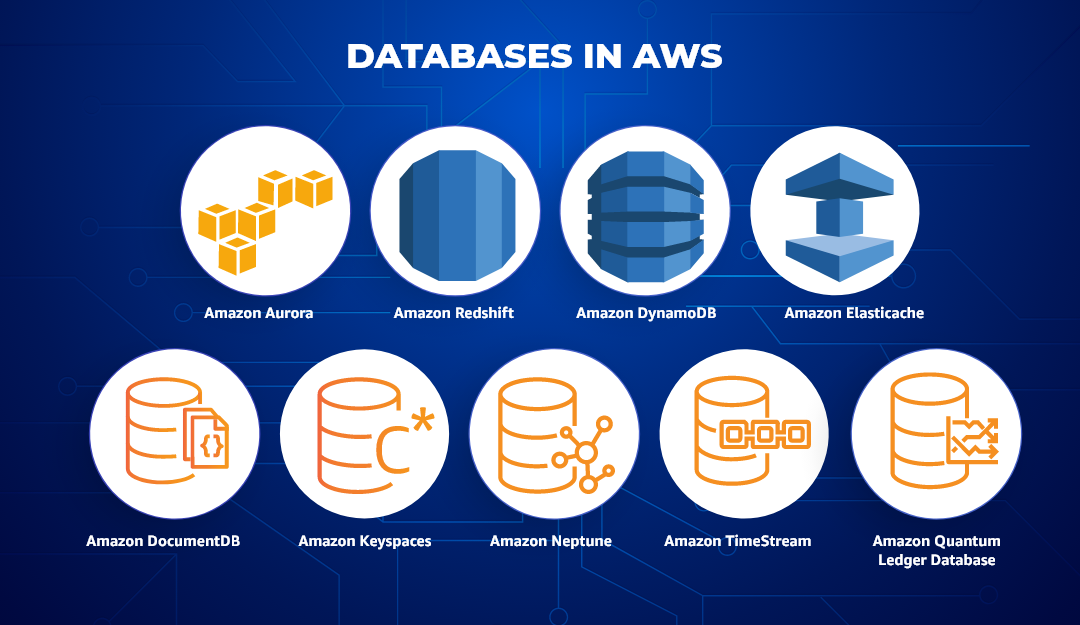 DATABASES IN AWS
Amazon Aurora
Amazon Redshift
Amazon DynamoDB
Amazon Elasticache
{}
C*
Amazon DocumentDB
Amazon Keyspaces
Amazon Neptune
Amazon TimeStream
Amazon Quantum
Ledger Database